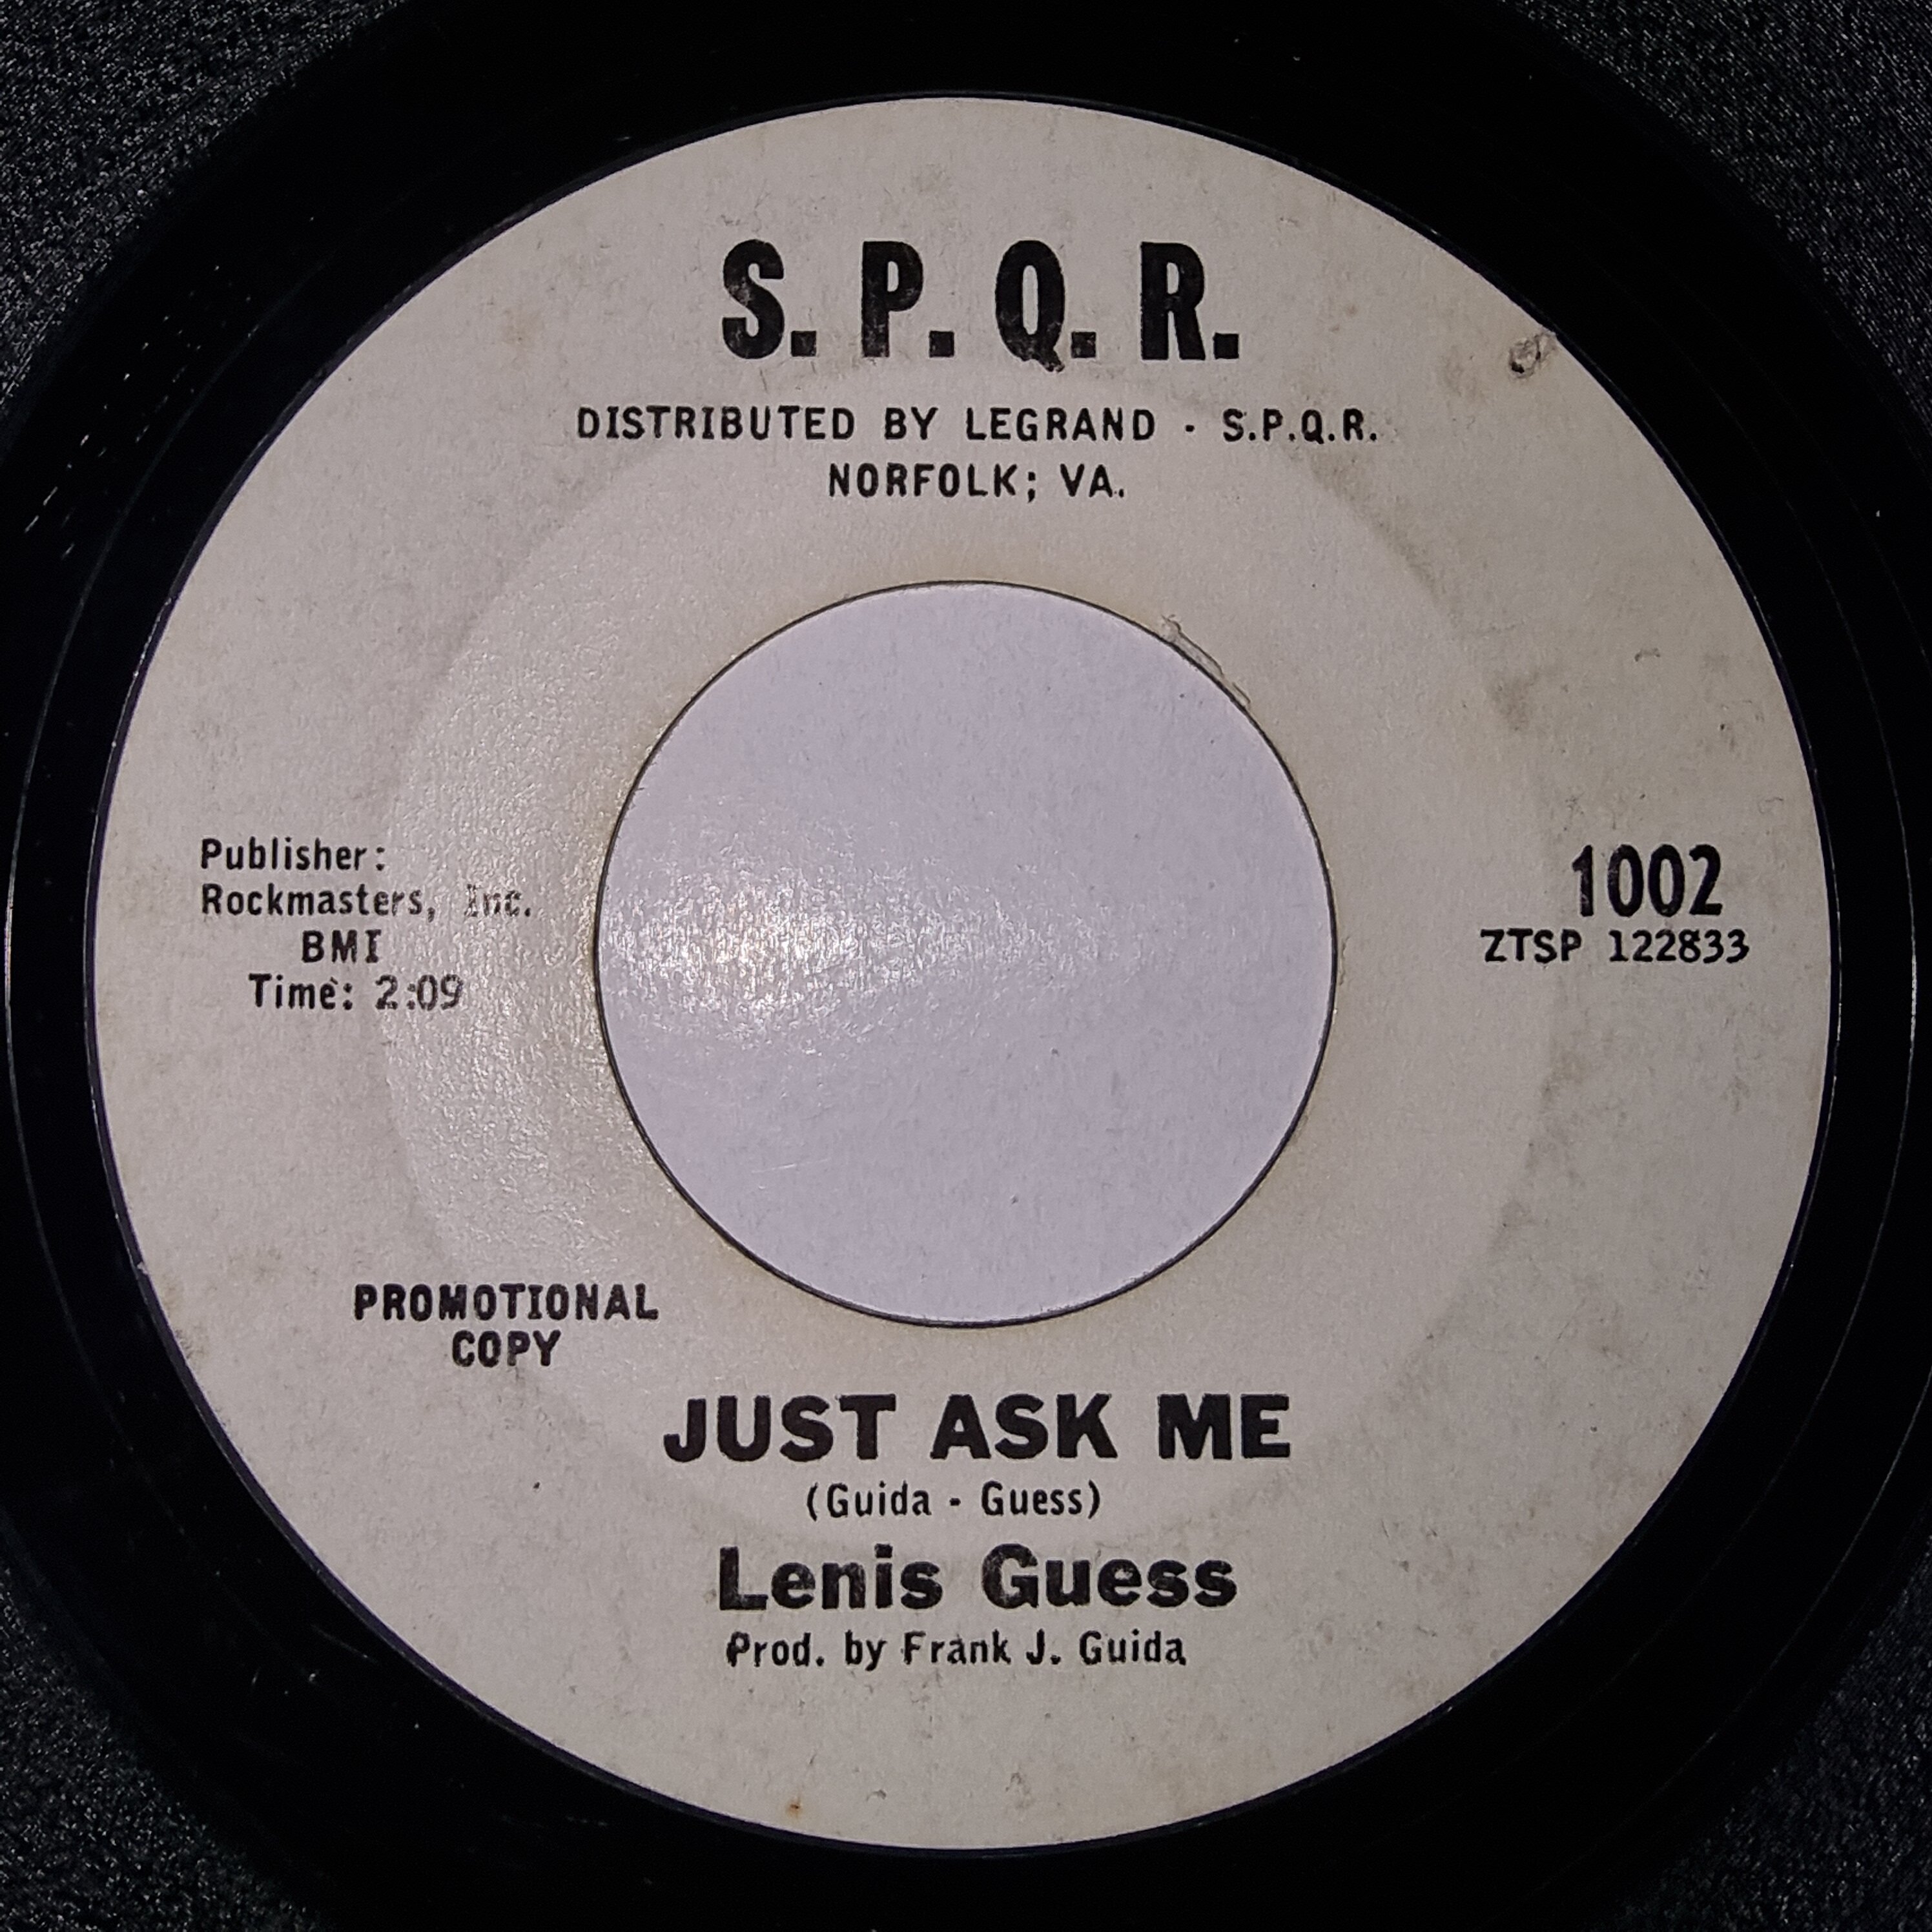 S. P. Q. R.
DISTRIBUTED BY LEGRAND - S.P.Q.R.
NORFOLK; VA.
Publisher:
Rockmasters, Inc.
BMI
Time: 2:09
1002
ZTSP 122833
PROMOTIONAL
COPY
JUST ASK ME
(Guida - Guess)
Lenis Guess
Prod. by Frank J. Guida